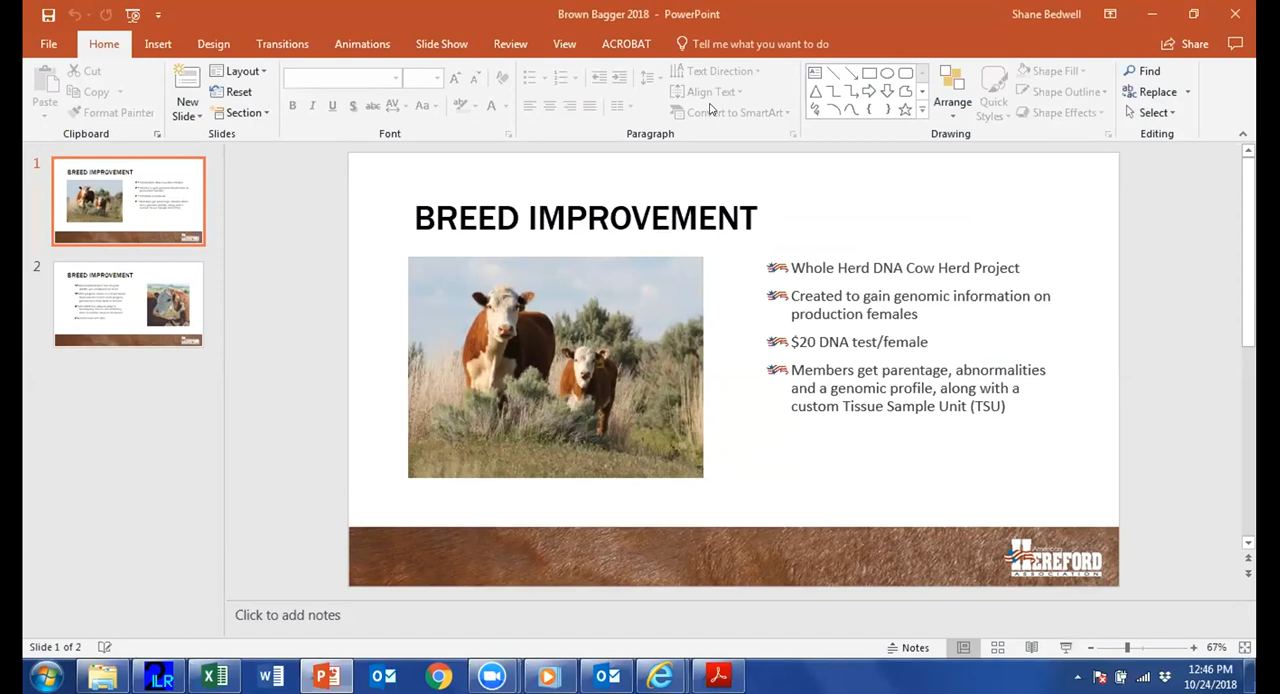 Brown Bagger 2018 - PowerPoint
Shane Bedwell
File Home Insert Design Transitions Animations Slide Show Review View ACROBAT Tell me what you want to do
Share
Paste
Cut
Copy
Format Painter
Clipboard
New
Slide
Layout
Reset
Section
Slides
B I U S abc AV Aa A
Font
Text Direction
Align Text
Convert to SmartArt
Paragraph
Arrange
Quick
Styles
Shape Fill
Shape Outline
Shape Effects
Drawing
Find
Replace
Select
Editing
1
BREED IMPROVEMENT
2
BREED IMPROVEMENT
BREED IMPROVEMENT
Whole Herd DNA Cow Herd Project
Created to gain genomic information on
production females
$20 DNA test/female
Members get parentage, abnormalities
and a genomic profile, along with a
custom Tissue Sample Unit (TSU)
American
HEREFORD
ASSOCIATION
Click to add notes
Slide 1 of 2
Notes
67%
ILR
12:46 PM
10/24/2018